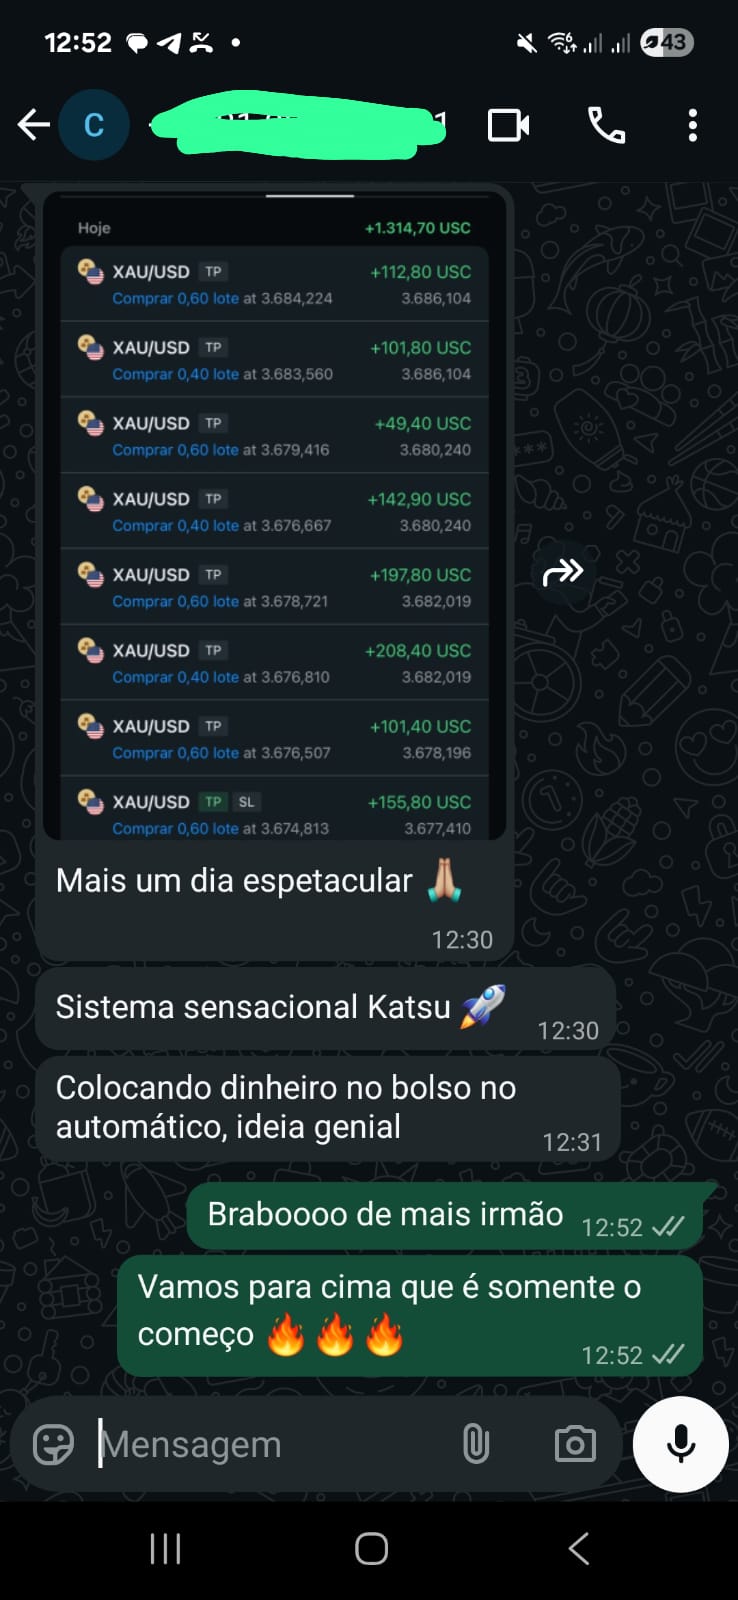 12:52
43
C
1
Hoje +1.314,70 USC
XAU/USD TP +112,80 USC
Comprar 0,60 lote at 3.684,224 3.686,104
XAU/USD TP +101,80 USC
Comprar 0,40 lote at 3.683,560 3.686,104
XAU/USD TP +49,40 USC
Comprar 0,60 lote at 3.679,416 3.680,240
XAU/USD TP +142,90 USC
Comprar 0,40 lote at 3.676,667 3.680,240
XAU/USD TP +197,80 USC
Comprar 0,60 lote at 3.678,721 3.682,019
XAU/USD TP +208,40 USC
Comprar 0,40 lote at 3.676,810 3.682,019
XAU/USD TP +101,40 USC
Comprar 0,60 lote at 3.676,507 3.678,196
XAU/USD TP SL +155,80 USC
Comprar 0,60 lote at 3.674,813 3.677,410
Mais um dia espetacular 🙏🏼
12:30
Sistema sensacional Katsu 🚀
12:30
Colocando dinheiro no bolso no
automático, ideia genial
12:31
Braboooo de mais irmão
12:52
Vamos para cima que é somente o
começo 🔥🔥🔥
12:52
Mensagem